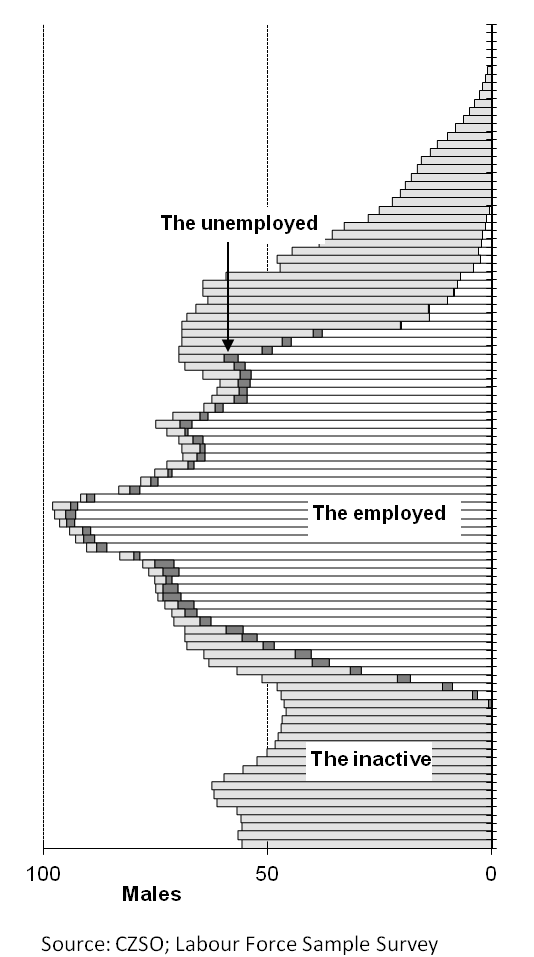 The unemployed
The employed
The inactive
100 50 0
Males
Source: CZSO; Labour Force Sample Survey